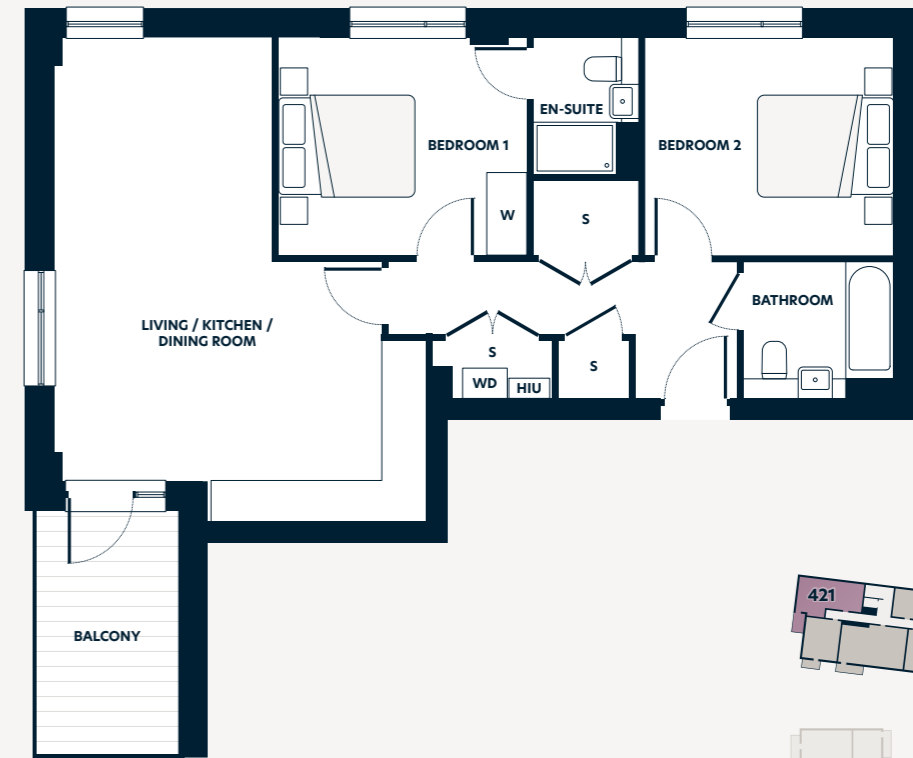 EN-SUITE
BEDROOM 1
BEDROOM 2
W
S
BATHROOM
LIVING / KITCHEN /
DINING ROOM
S
S
WD
HIU
421
BALCONY